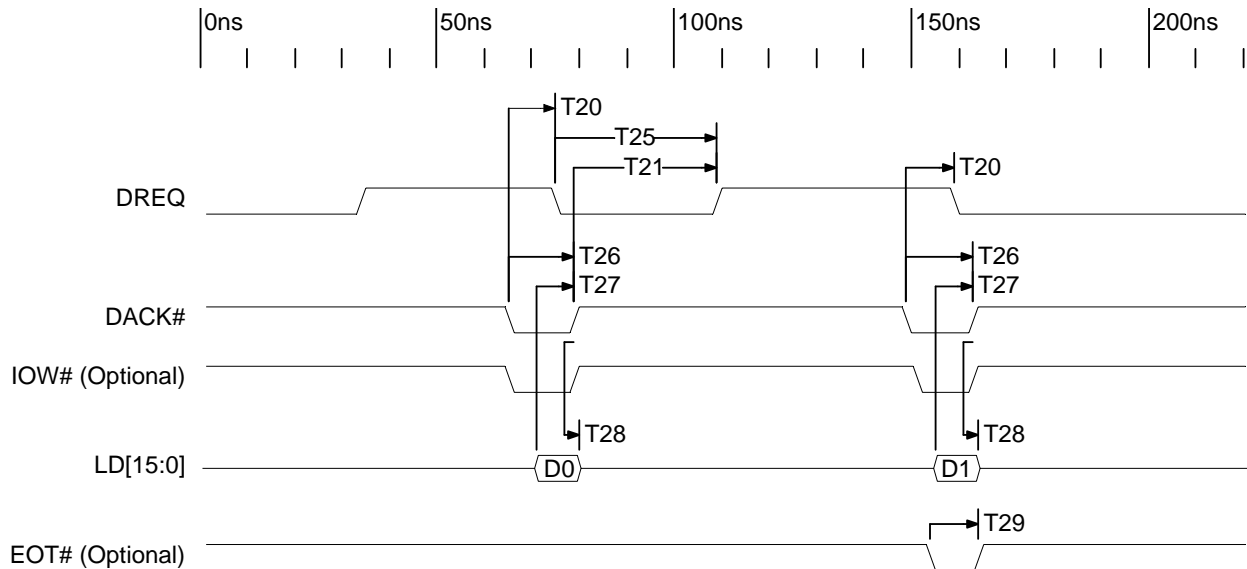 0ns 50ns 100ns 150ns 200ns
T20
T25
T21 T20
DREQ
T26 T26
T27 T27
DACK#
IOW# (Optional)
T28 T28
LD[15:0] D0 D1
T29
EOT# (Optional)